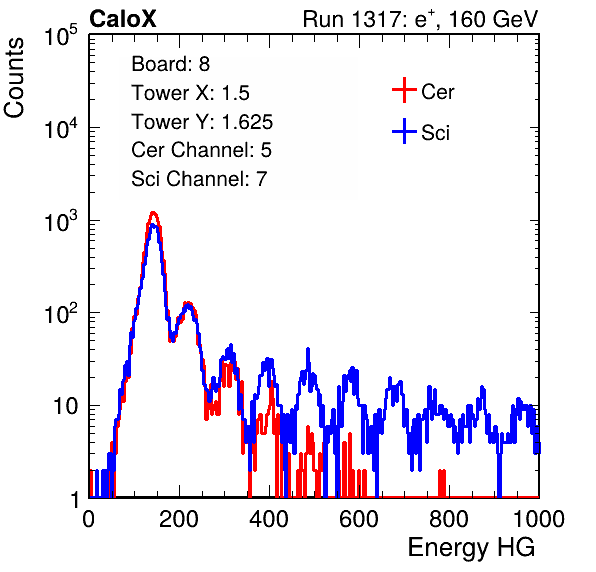 CaloX
Run 1317: e⁺, 160 GeV
Counts
10⁵
10⁴
10³
10²
10
1
Board: 8
Tower X: 1.5
Tower Y: 1.625
Cer Channel: 5
Sci Channel: 7
Cer
Sci
0 200 400 600 800 1000
Energy HG